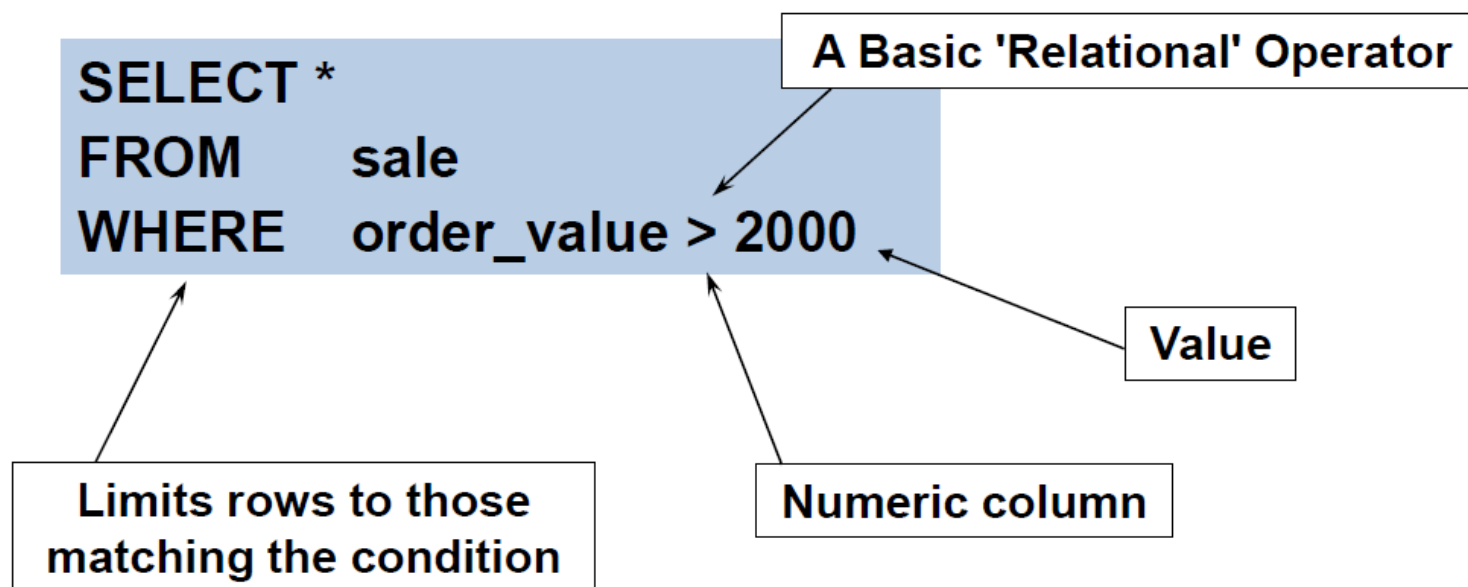 A Basic 'Relational' Operator
SELECT *
FROM sale
WHERE order_value > 2000
Value
Numeric column
Limits rows to those
matching the condition